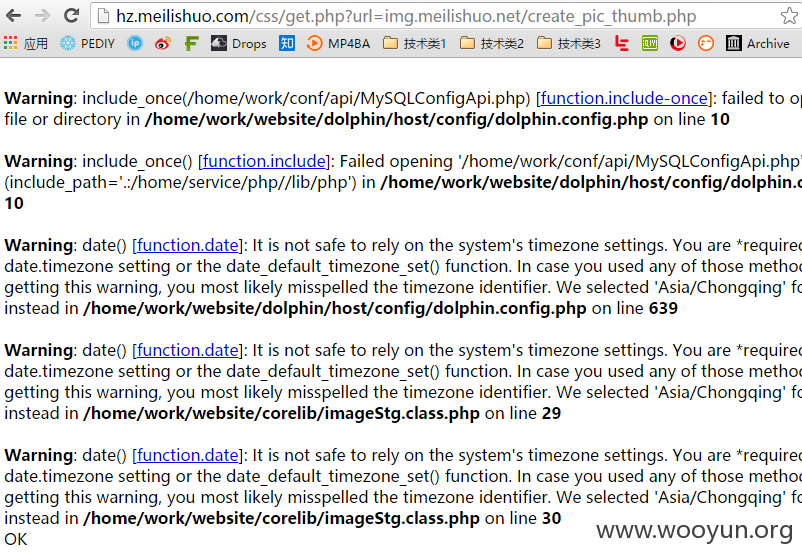 hz.meilishuo.com/css/get.php?url=img.meilishuo.net/create_pic_thumb.php
应用 PEDIY Drops 知 MP4BA 技术类1 技术类2 技术类3 Archive
Warning: include_once(/home/work/conf/api/MySQLConfigApi.php) [function.include-once]: failed to op
file or directory in /home/work/website/dolphin/host/config/dolphin.config.php on line 10
Warning: include_once() [function.include]: Failed opening '/home/work/conf/api/MySQLConfigApi.php'
(include_path='.:/home/service/php//lib/php') in /home/work/website/dolphin/host/config/dolphin.c
10
Warning: date() [function.date]: It is not safe to rely on the system's timezone settings. You are *required
date.timezone setting or the date_default_timezone_set() function. In case you used any of those metho
getting this warning, you most likely misspelled the timezone identifier. We selected 'Asia/Chongqing' fo
instead in /home/work/website/dolphin/host/config/dolphin.config.php on line 639
Warning: date() [function.date]: It is not safe to rely on the system's timezone settings. You are *required
date.timezone setting or the date_default_timezone_set() function. In case you used any of those metho
getting this warning, you most likely misspelled the timezone identifier. We selected 'Asia/Chongqing' fo
instead in /home/work/website/corelib/imageStg.class.php on line 29
Warning: date() [function.date]: It is not safe to rely on the system's timezone settings. You are *required
date.timezone setting or the date_default_timezone_set() function. In case you used any of those metho
getting this warning, you most likely misspelled the timezone identifier. We selected 'Asia/Chongqing' fo
instead in /home/work/website/corelib/imageStg.class.php on line 30
OK
www.wooyun.org